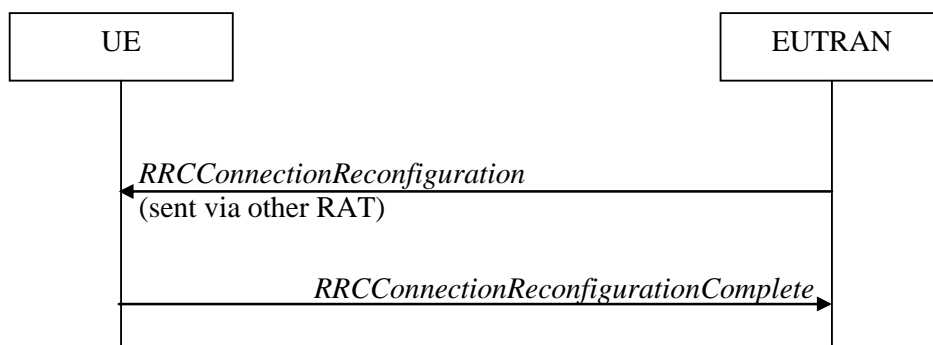 UE
EUTRAN
RRCConnectionReconfiguration
(sent via other RAT)
RRCConnectionReconfigurationComplete